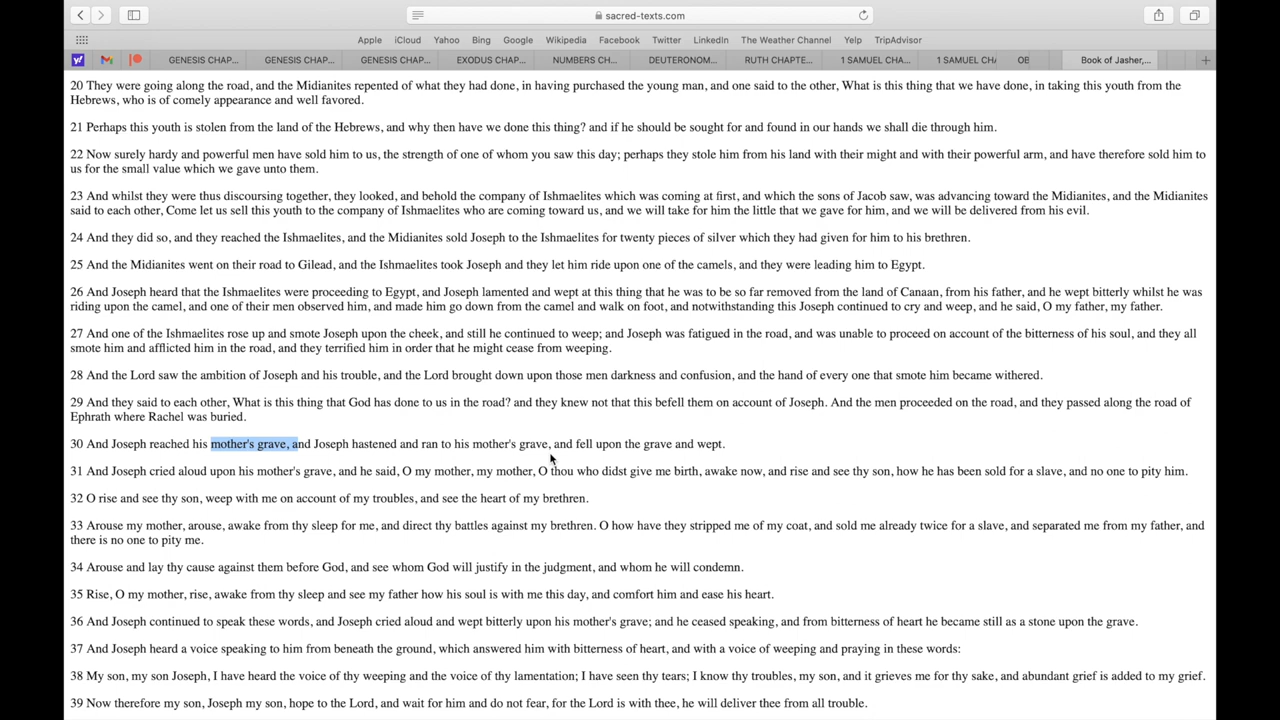 sacred-texts.com
Apple iCloud Yahoo Bing Google Wikipedia Facebook Twitter LinkedIn The Weather Channel Yelp TripAdvisor
GENESIS CHAP... GENESIS CHAP... GENESIS CHAP... EXODUS CHAP... NUMBERS CH... DEUTERONOM... RUTH CHAPTE... 1 SAMUEL CHA... 1 SAMUEL CHA OB Book of Jasher,...
20 They were going along the road, and the Midianites repented of what they had done, in having purchased the young man, and one said to the other, What is this thing that we have done, in taking this youth from the
Hebrews, who is of comely appearance and well favored.
21 Perhaps this youth is stolen from the land of the Hebrews, and why then have we done this thing? and if he should be sought for and found in our hands we shall die through him.
22 Now surely hardy and powerful men have sold him to us, the strength of one of whom you saw this day; perhaps they stole him from his land with their might and with their powerful arm, and have therefore sold him to
us for the small value which we gave unto them.
23 And whilst they were thus discoursing together, they looked, and behold the company of Ishmaelites which was coming at first, and which the sons of Jacob saw, was advancing toward the Midianites, and the Midianites
said to each other, Come let us sell this youth to the company of Ishmaelites who are coming toward us, and we will take for him the little that we gave for him, and we will be delivered from his evil.
24 And they did so, and they reached the Ishmaelites, and the Midianites sold Joseph to the Ishmaelites for twenty pieces of silver which they had given for him to his brethren.
25 And the Midianites went on their road to Gilead, and the Ishmaelites took Joseph and they let him ride upon one of the camels, and they were leading him to Egypt.
26 And Joseph heard that the Ishmaelites were proceeding to Egypt, and Joseph lamented and wept at this thing that he was to be so far removed from the land of Canaan, from his father, and he wept bitterly whilst he was
riding upon the camel, and one of their men observed him, and made him go down from the camel and walk on foot, and notwithstanding this Joseph continued to cry and weep, and he said, O my father, my father.
27 And one of the Ishmaelites rose up and smote Joseph upon the cheek, and still he continued to weep; and Joseph was fatigued in the road, and was unable to proceed on account of the bitterness of his soul, and they all
smote him and afflicted him in the road, and they terrified him in order that he might cease from weeping.
28 And the Lord saw the ambition of Joseph and his trouble, and the Lord brought down upon those men darkness and confusion, and the hand of every one that smote him became withered.
29 And they said to each other, What is this thing that God has done to us in the road? and they knew not that this befell them on account of Joseph. And the men proceeded on the road, and they passed along the road of
Ephrath where Rachel was buried.
30 And Joseph reached his mother's grave, and Joseph hastened and ran to his mother's grave, and fell upon the grave and wept.
31 And Joseph cried aloud upon his mother's grave, and he said, O my mother, my mother, O thou who didst give me birth, awake now, and rise and see thy son, how he has been sold for a slave, and no one to pity him.
32 O rise and see thy son, weep with me on account of my troubles, and see the heart of my brethren.
33 Arouse my mother, arouse, awake from thy sleep for me, and direct thy battles against my brethren. O how have they stripped me of my coat, and sold me already twice for a slave, and separated me from my father, and
there is no one to pity me.
34 Arouse and lay thy cause against them before God, and see whom God will justify in the judgment, and whom he will condemn.
35 Rise, O my mother, rise, awake from thy sleep and see my father how his soul is with me this day, and comfort him and ease his heart.
36 And Joseph continued to speak these words, and Joseph cried aloud and wept bitterly upon his mother's grave; and he ceased speaking, and from bitterness of heart he became still as a stone upon the grave.
37 And Joseph heard a voice speaking to him from beneath the ground, which answered him with bitterness of heart, and with a voice of weeping and praying in these words:
38 My son, my son Joseph, I have heard the voice of thy weeping and the voice of thy lamentation; I have seen thy tears; I know thy troubles, my son, and it grieves me for thy sake, and abundant grief is added to my grief.
39 Now therefore my son, Joseph my son, hope to the Lord, and wait for him and do not fear, for the Lord is with thee, he will deliver thee from all trouble.